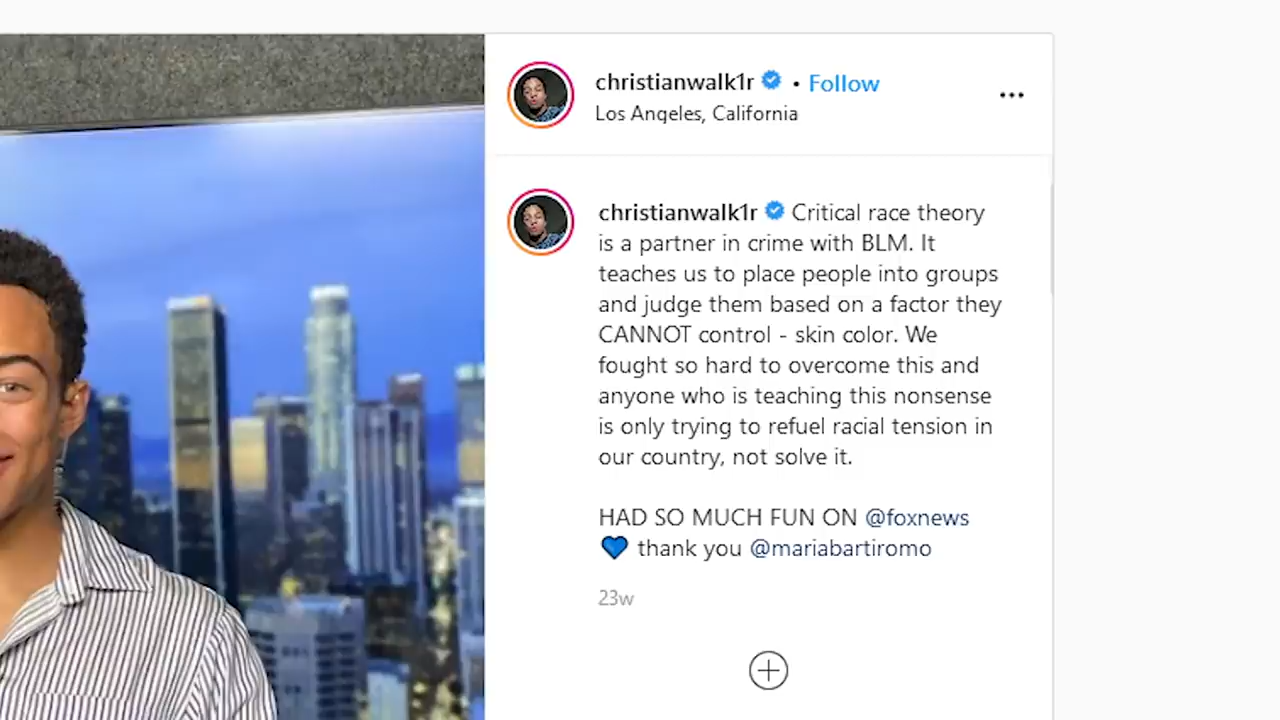 christianwalk1r • Follow
Los Angeles, California
christianwalk1r Critical race theory
is a partner in crime with BLM. It
teaches us to place people into groups
and judge them based on a factor they
CANNOT control - skin color. We
fought so hard to overcome this and
anyone who is teaching this nonsense
is only trying to refuel racial tension in
our country, not solve it.
HAD SO MUCH FUN ON @foxnews
💙 thank you @mariabartiromo
23w